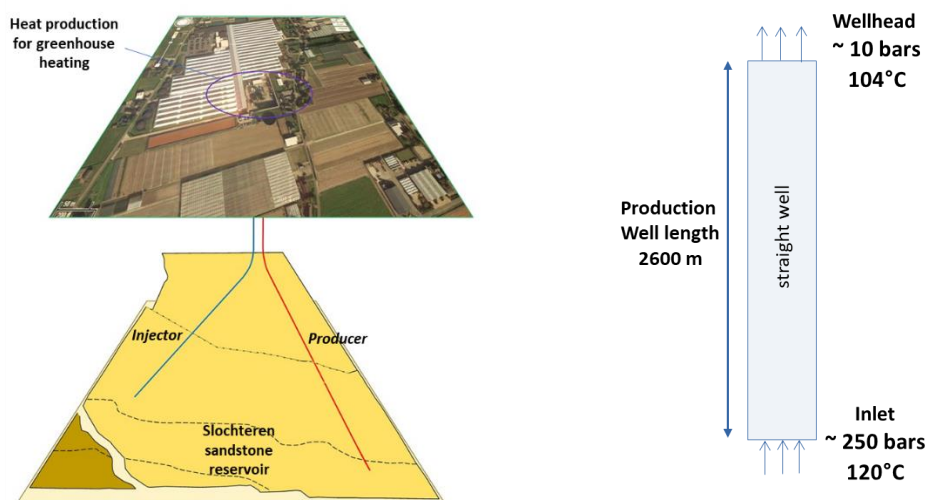 Heat production
for greenhouse
heating
Injector
Producer
Slochteren
sandstone
reservoir
Wellhead
~ 10 bars
104°C
Production
Well length
2600 m
straight well
Inlet
~ 250 bars
120°C